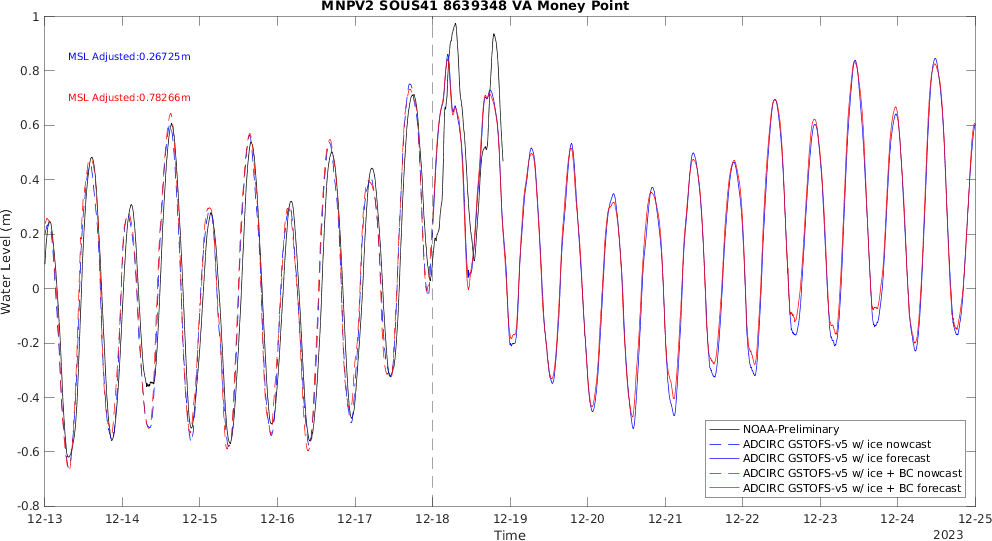 MNPV2 SOUS41 8639348 VA Money Point
MSL Adjusted:0.26725m
MSL Adjusted:0.78266m
Water Level (m)
1
0.8
0.6
0.4
0.2
0
-0.2
-0.4
-0.6
-0.8
NOAA-Preliminary
ADCIRC GSTOFS-v5 w/ ice nowcast
ADCIRC GSTOFS-v5 w/ ice forecast
ADCIRC GSTOFS-v5 w/ ice + BC nowcast
ADCIRC GSTOFS-v5 w/ ice + BC forecast
12-13 12-14 12-15 12-16 12-17 12-18 12-19 12-20 12-21 12-22 12-23 12-24 12-25
Time
2023